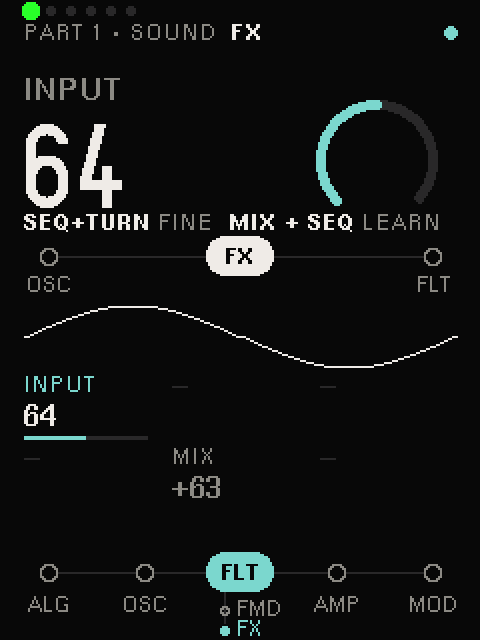 PART 1 · SOUND FX
INPUT
64
SEQ+TURN FINE MIX + SEQ LEARN
FX
OSC FLT
INPUT
64
MIX
+63
FLT
ALG OSC AMP MOD
FMD
FX